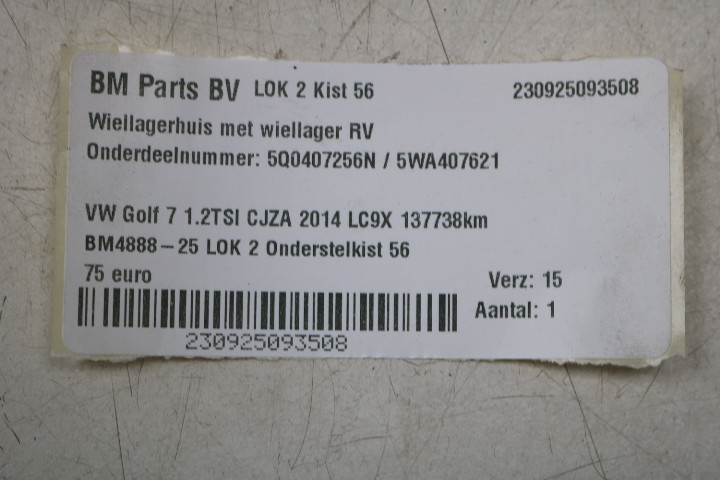 BM Parts BV LOK 2 Kist 56 230925093508
Wiellagerhuis met wiellager RV
Onderdeelnummer: 5Q0407256N / 5WA407621
VW Golf 7 1.2TSI CJZA 2014 LC9X 137738km
BM4888-25 LOK 2 Onderstelkist 56
75 euro Verz: 15
Aantal: 1
230925093508